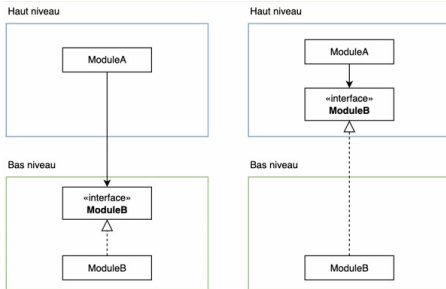 Haut niveau
ModuleA
Bas niveau
«interface»
ModuleB
ModuleB
Haut niveau
ModuleA
«interface»
ModuleB
Bas niveau
ModuleB